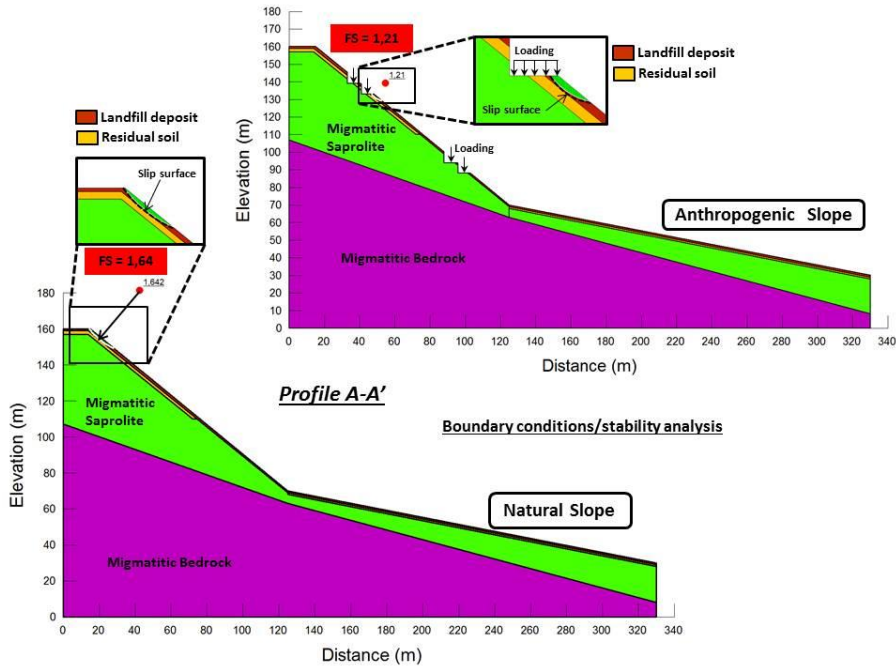 180
170
160
150
140
130
120
110
100
90
80
70
60
50
40
30
20
10
0
Elevation (m)
FS = 1,21
1.21
Loading
Slip surface
Landfill deposit
Residual soil
Migmatitic
Saprolite
Loading
Anthropogenic Slope
Migmatitic Bedrock
0 20 40 60 80 100 120 140 160 180 200 220 240 260 280 300 320 340
Distance (m)
Landfill deposit
Residual soil
Slip surface
FS = 1,64
1.642
180
160
140
120
100
80
60
40
20
0
Elevation (m)
Profile A-A'
Boundary conditions/stability analysis
Migmatitic
Saprolite
Natural Slope
Migmatitic Bedrock
0 20 40 60 80 100 120 140 160 180 200 220 240 260 280 300 320 340
Distance (m)